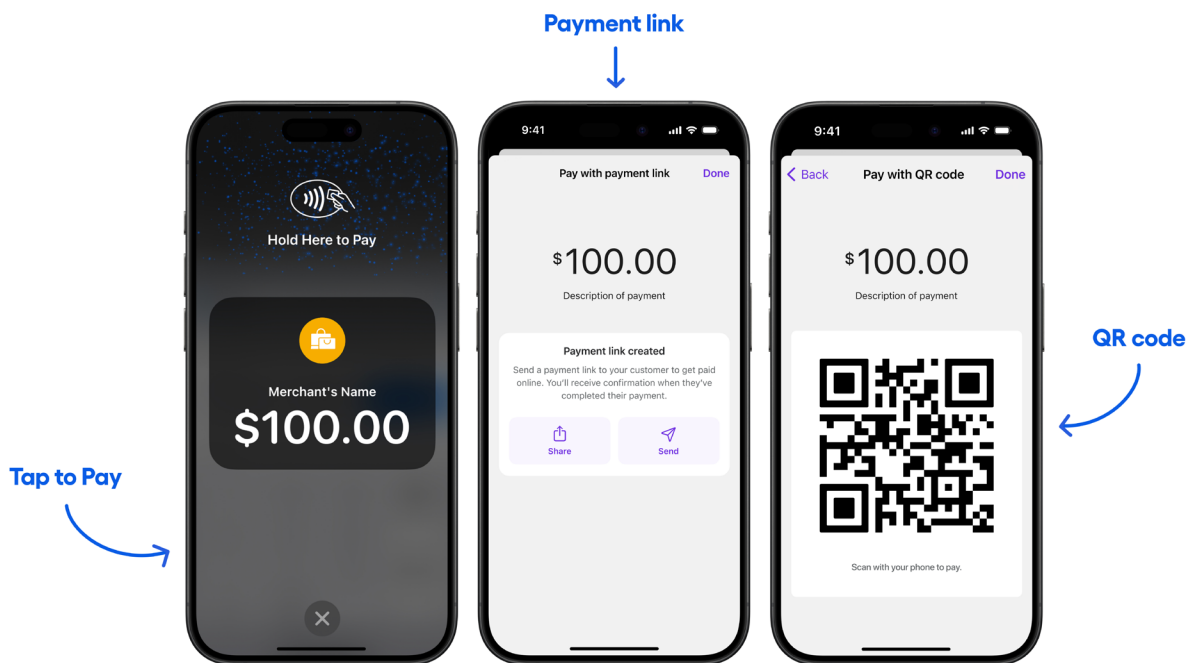 Payment link
Tap to Pay
Hold Here to Pay
Merchant's Name
$100.00
9:41
Pay with payment link
Done
$100.00
Description of payment
Payment link created
Send a payment link to your customer to get paid
online. You'll receive confirmation when they've
completed their payment.
Share
Send
9:41
Back
Pay with QR code
Done
$100.00
Description of payment
Scan with your phone to pay.
QR code